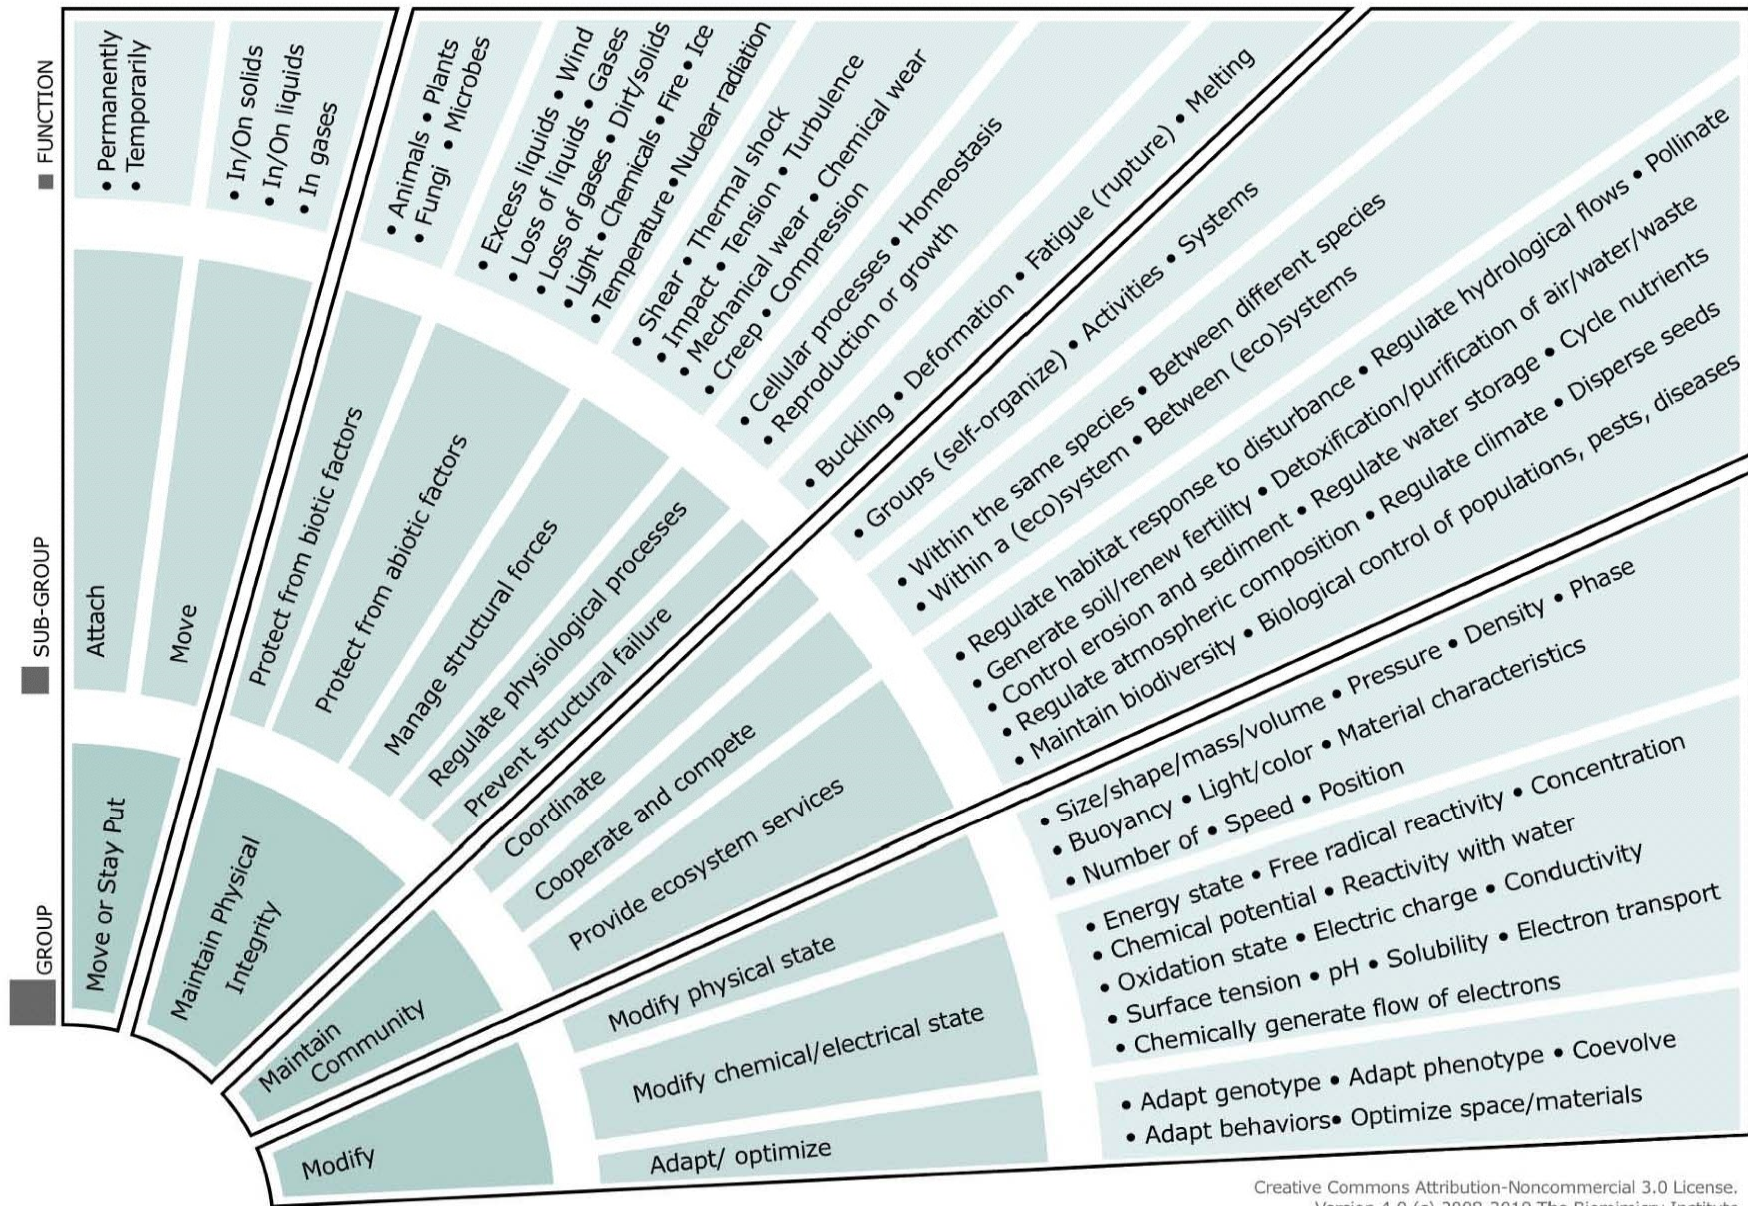 FUNCTION
SUB-GROUP
GROUP
• Permanently
• Temporarily
• In/On solids
• In/On liquids
• In gases
Attach
Move
Move or Stay Put
• Animals • Plants
• Fungi • Microbes
• Excess liquids • Wind
• Loss of liquids • Gases
• Loss of gases • Dirt/solids
• Light • Chemicals • Fire • Ice
• Temperature • Nuclear radiation
• Shear • Thermal shock
• Impact • Tension • Turbulence
• Mechanical wear • Chemical wear
• Creep • Compression
• Cellular processes • Homeostasis
• Reproduction or growth
• Buckling • Deformation • Fatigue (rupture) • Melting
Protect from biotic factors
Protect from abiotic factors
Manage structural forces
Regulate physiological processes
Prevent structural failure
Maintain Physical
Integrity
• Groups (self-organize) • Activities • Systems
• Within the same species • Between different species
• Within a (eco)system • Between (eco)systems
• Regulate habitat response to disturbance • Regulate hydrological flows • Pollinate
• Generate soil/renew fertility • Detoxification/purification of air/water/waste
• Control erosion and sediment • Regulate water storage • Cycle nutrients
• Regulate atmospheric composition • Regulate climate • Disperse seeds
• Maintain biodiversity • Biological control of populations, pests, diseases
Coordinate
Cooperate and compete
Provide ecosystem services
Maintain
Community
• Size/shape/mass/volume • Pressure • Density • Phase
• Buoyancy • Light/color • Material characteristics
• Number of • Speed • Position
• Energy state • Free radical reactivity • Concentration
• Chemical potential • Reactivity with water
• Oxidation state • Electric charge • Conductivity
• Surface tension • pH • Solubility • Electron transport
• Chemically generate flow of electrons
• Adapt genotype • Adapt phenotype • Coevolve
• Adapt behaviors• Optimize space/materials
Modify physical state
Modify chemical/electrical state
Adapt/ optimize
Modify
Creative Commons Attribution-Noncommercial 3.0 License.